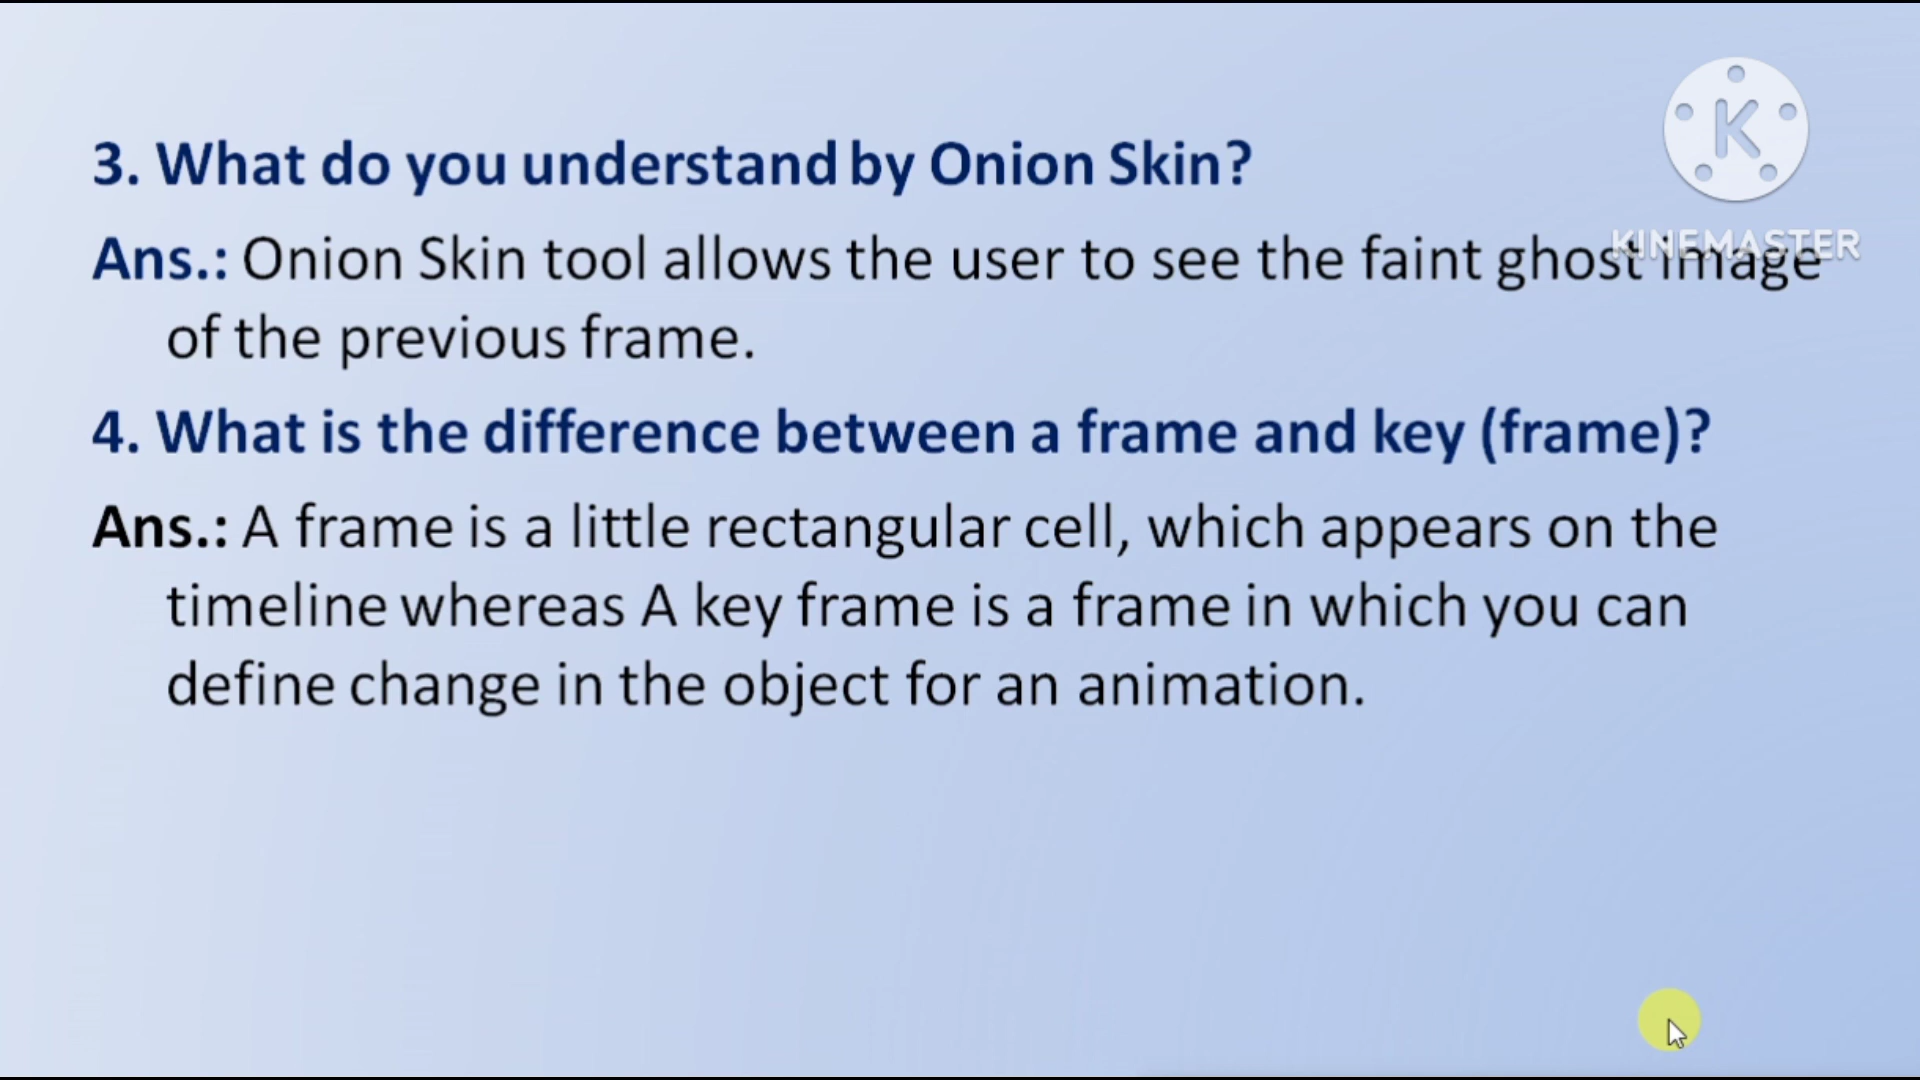 3. What do you understand by Onion Skin?
K
KINEMASTER
Ans.: Onion Skin tool allows the user to see the faint ghost image
of the previous frame.
4. What is the difference between a frame and key (frame)?
Ans.: A frame is a little rectangular cell, which appears on the
timeline whereas A key frame is a frame in which you can
define change in the object for an animation.